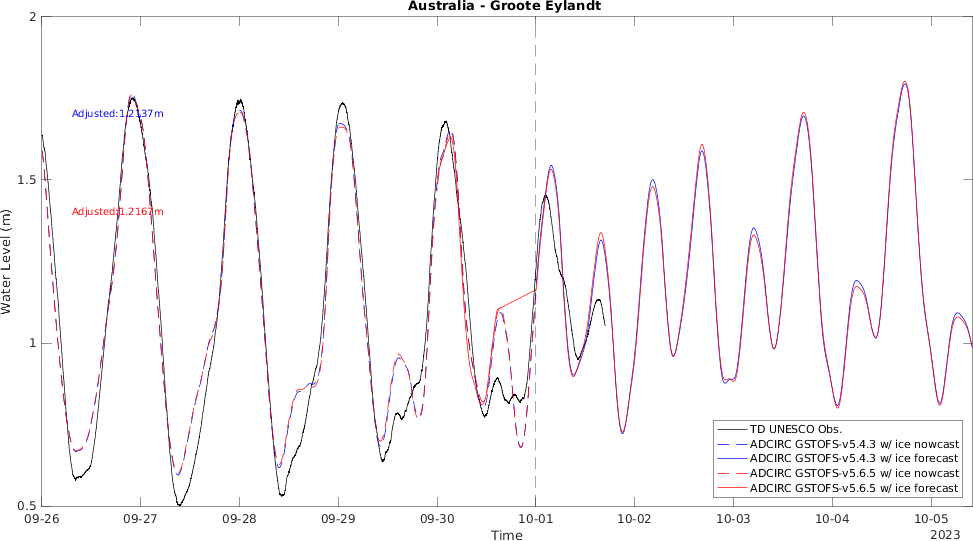 Australia - Groote Eylandt
2
Adjusted:1.2137m
1.5
Adjusted:1.2167m
Water Level (m)
1
0.5
TD UNESCO Obs.
ADCIRC GSTOFS-v5.4.3 w/ ice nowcast
ADCIRC GSTOFS-v5.4.3 w/ ice forecast
ADCIRC GSTOFS-v5.6.5 w/ ice nowcast
ADCIRC GSTOFS-v5.6.5 w/ ice forecast
09-26 09-27 09-28 09-29 09-30 10-01 10-02 10-03 10-04 10-05
Time
2023